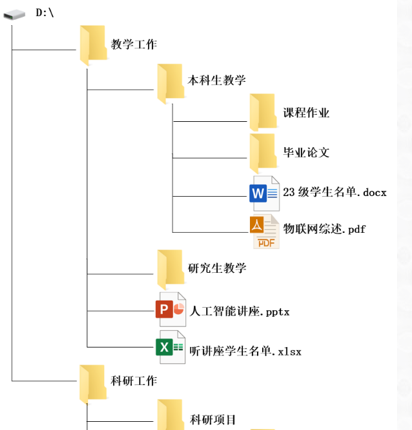 D:\
教学工作
本科生教学
课程作业
毕业论文
23级学生名单.docx
物联网综述.pdf
研究生教学
人工智能讲座.pptx
听讲座学生名单.xlsx
科研工作
科研项目